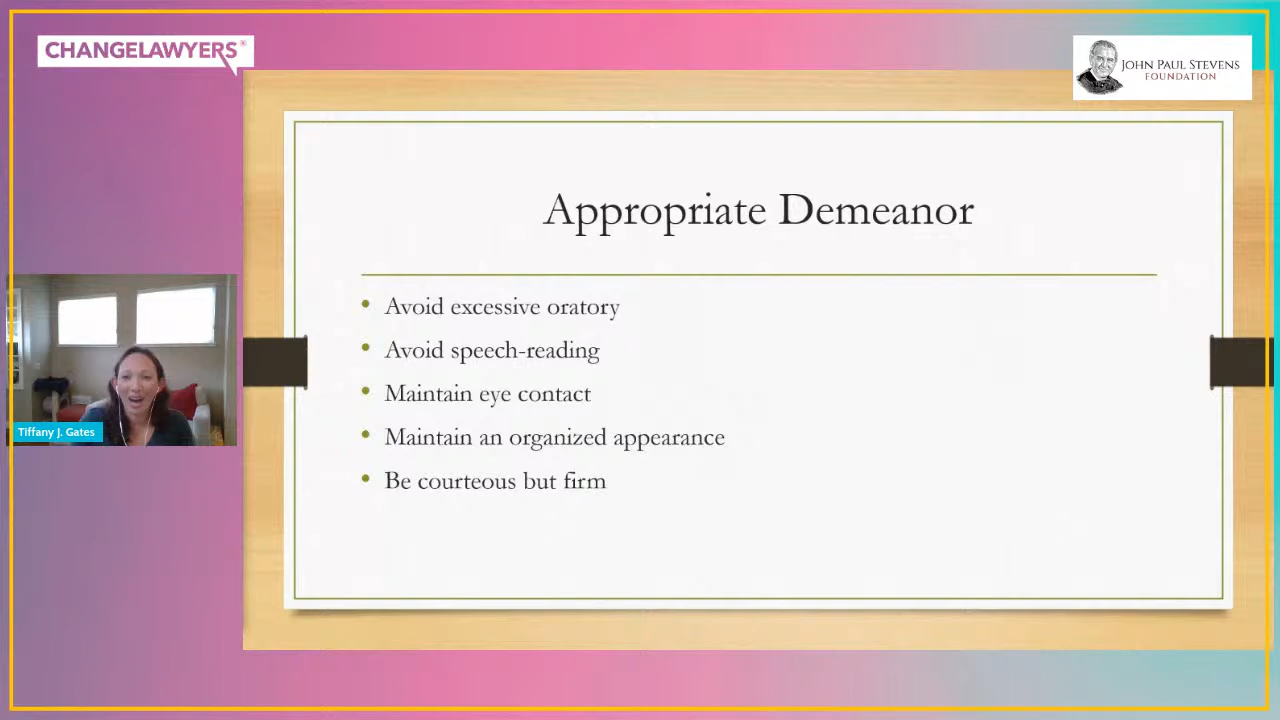 CHANGELAWYERS®
JOHN PAUL STEVENS
FOUNDATION
Appropriate Demeanor
• Avoid excessive oratory
• Avoid speech-reading
• Maintain eye contact
• Maintain an organized appearance
• Be courteous but firm
Tiffany J. Gates